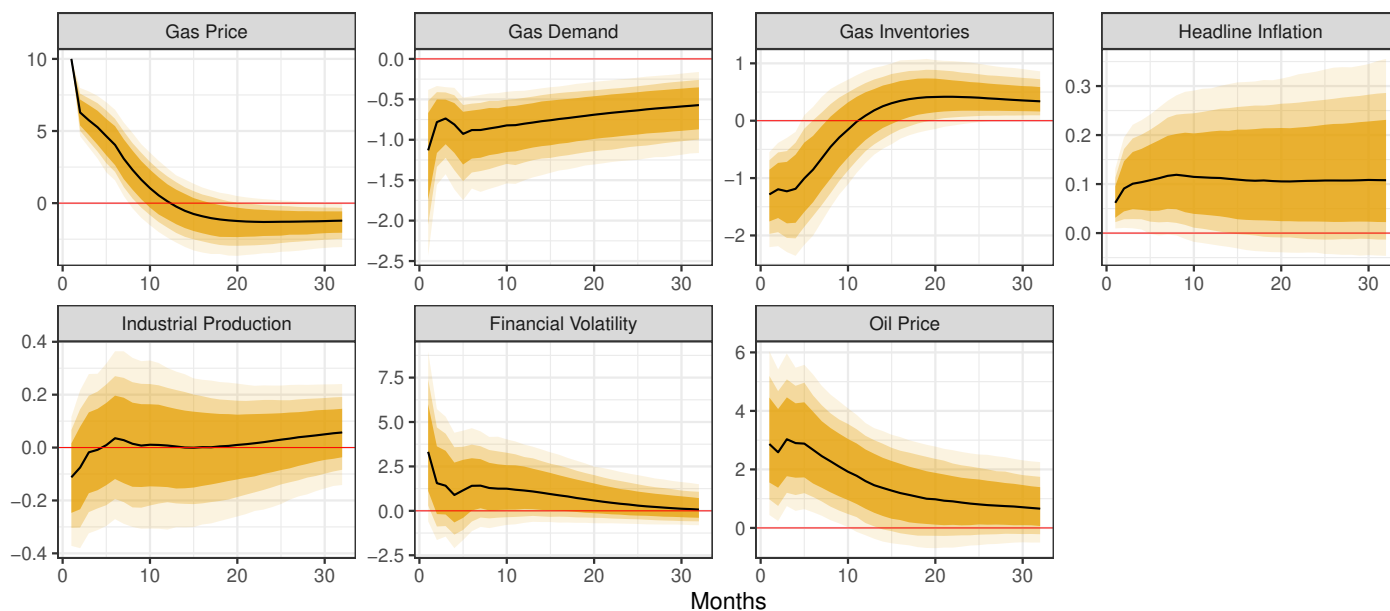 Gas Price
Gas Demand
Gas Inventories
Headline Inflation
10
5
0
0 10 20 30
0.0
−0.5
−1.0
−1.5
−2.0
−2.5
0 10 20 30
1
0
−1
−2
0 10 20 30
0.3
0.2
0.1
0.0
0 10 20 30
Industrial Production
Financial Volatility
Oil Price
0.4
0.2
0.0
−0.2
−0.4
0 10 20 30
7.5
5.0
2.5
0.0
−2.5
0 10 20 30
6
4
2
0
0 10 20 30
Months